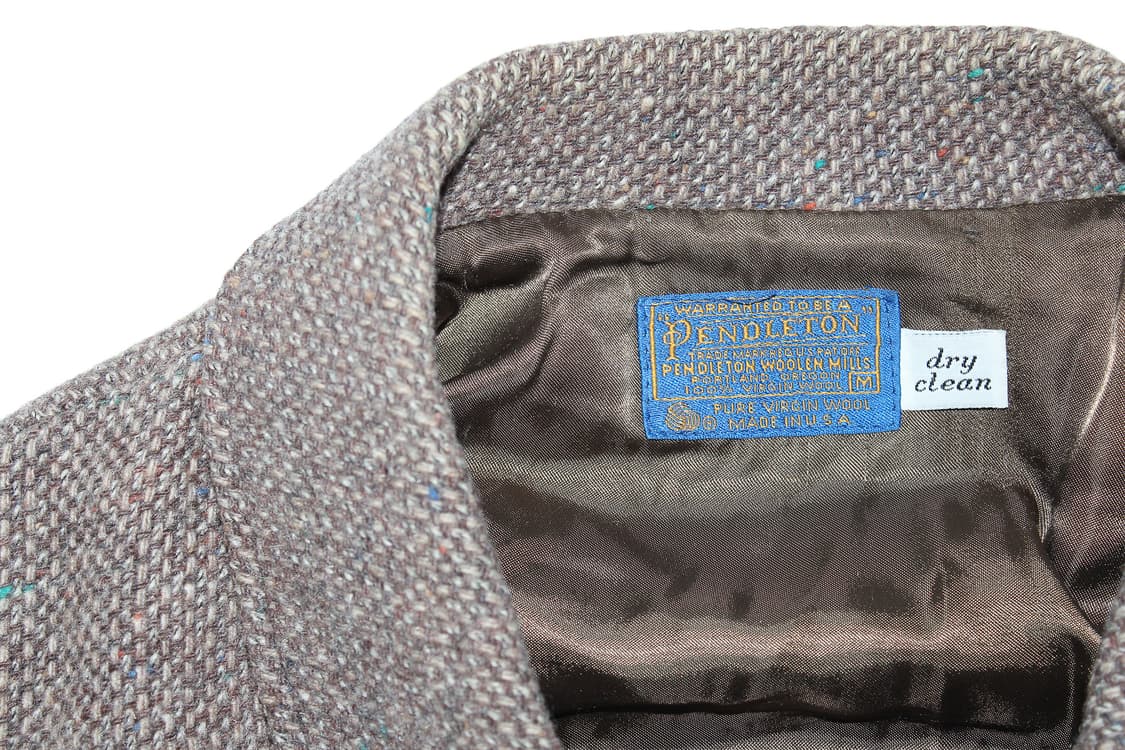 WARRANTED TO BE A
"PENDLETON"
TRADE MARK REG U S PAT OFF.
PENDLETON WOOLEN MILLS
PORTLAND, OREGON
100% VIRGIN WOOL M
PURE VIRGIN WOOL
® MADE IN U S A
dry
clean